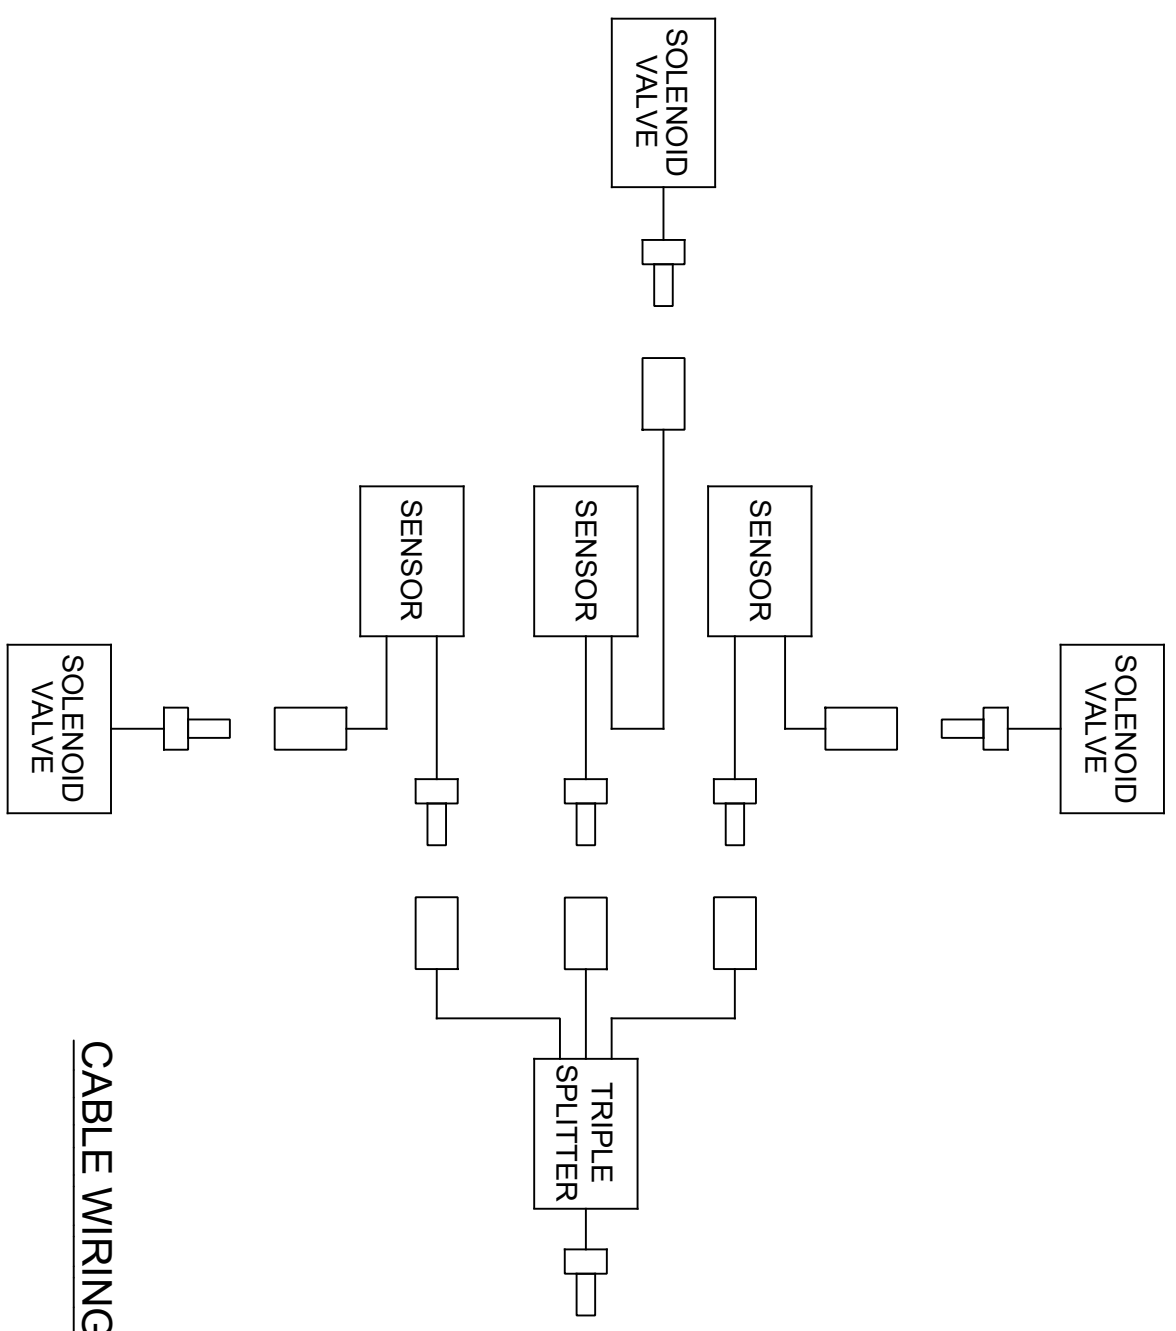 SOLENOID
VALVE
SENSOR
SENSOR
SENSOR
SOLENOID
VALVE
SOLENOID
VALVE
TRIPLE
SPLITTER
CABLE WIRING